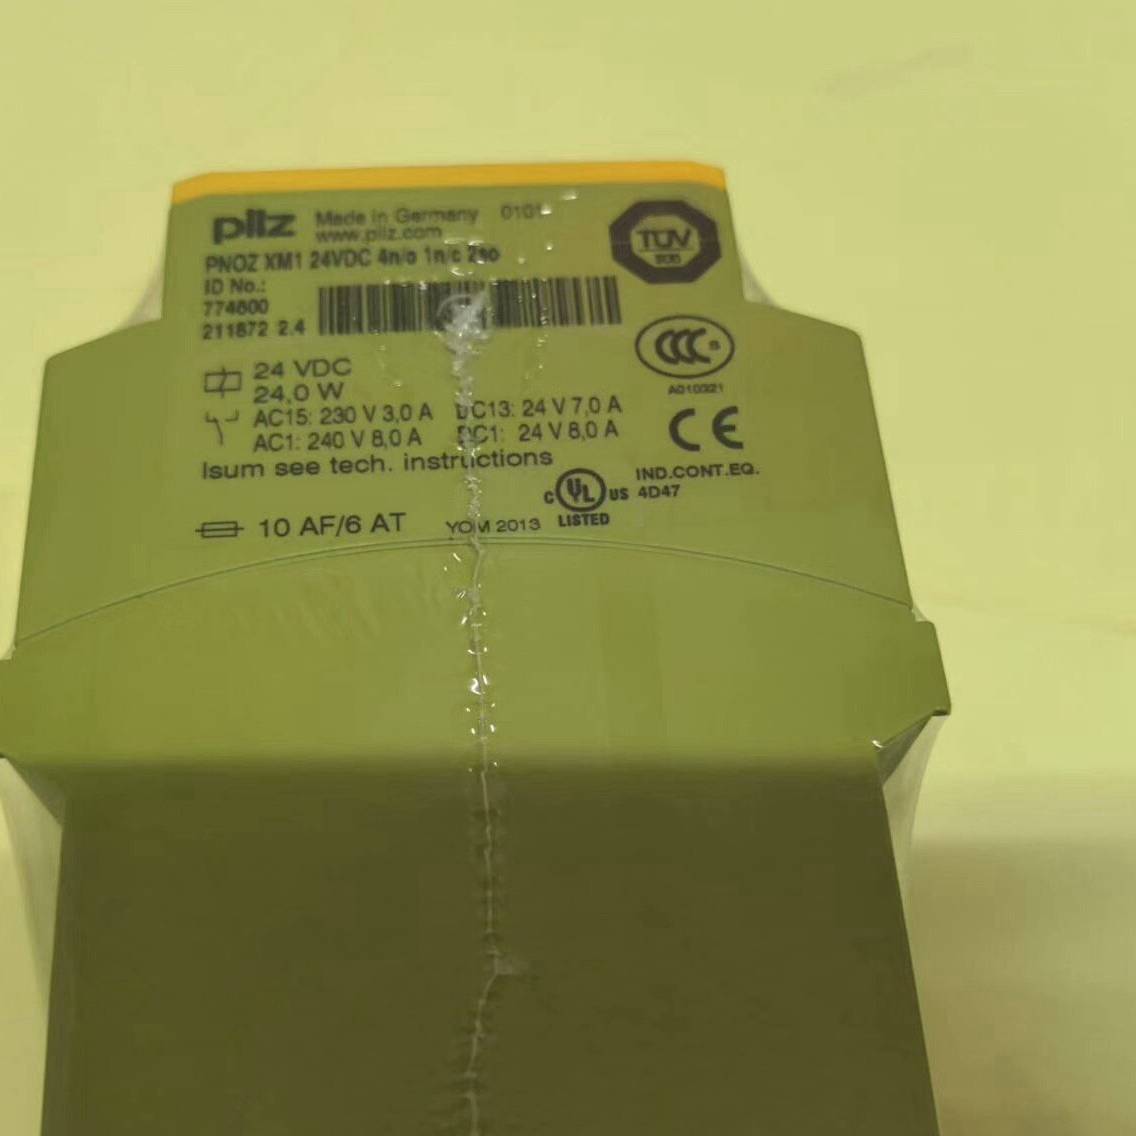 pilz Made in Germany
www.pilz.com
PNOZ XM1 24VDC 4n/o 1n/c 2so
ID No.:
774600
211872 2.4
24 VDC
24,0 W
AC15: 230 V 3,0 A DC13: 24 V 7,0 A
AC1: 240 V 8,0 A DC1: 24 V 8,0 A
Isum see tech. instructions
10 AF/6 AT
YOM 2013
TÜV
CCC S
A010321
CE
IND.CONT.EQ.
C UL US 4D47
LISTED